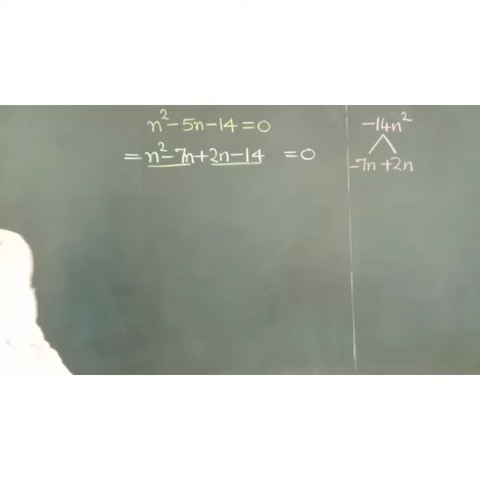 n²-5n-14=0
= n²-7n+2n-14 =0
-14n²
-7n +2n